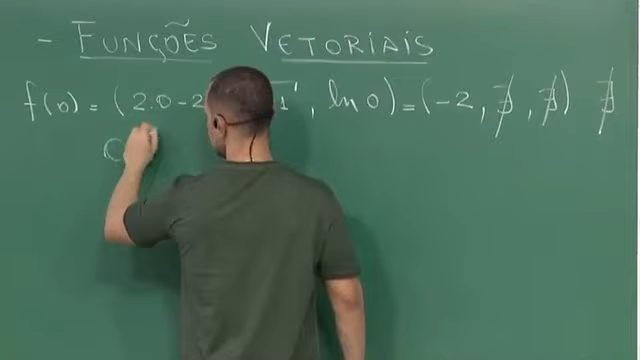 - FUNÇÕES VETORIAIS
f(0) = (2.0-2 1, ln 0) = (-2, ∄, ∄) ∄